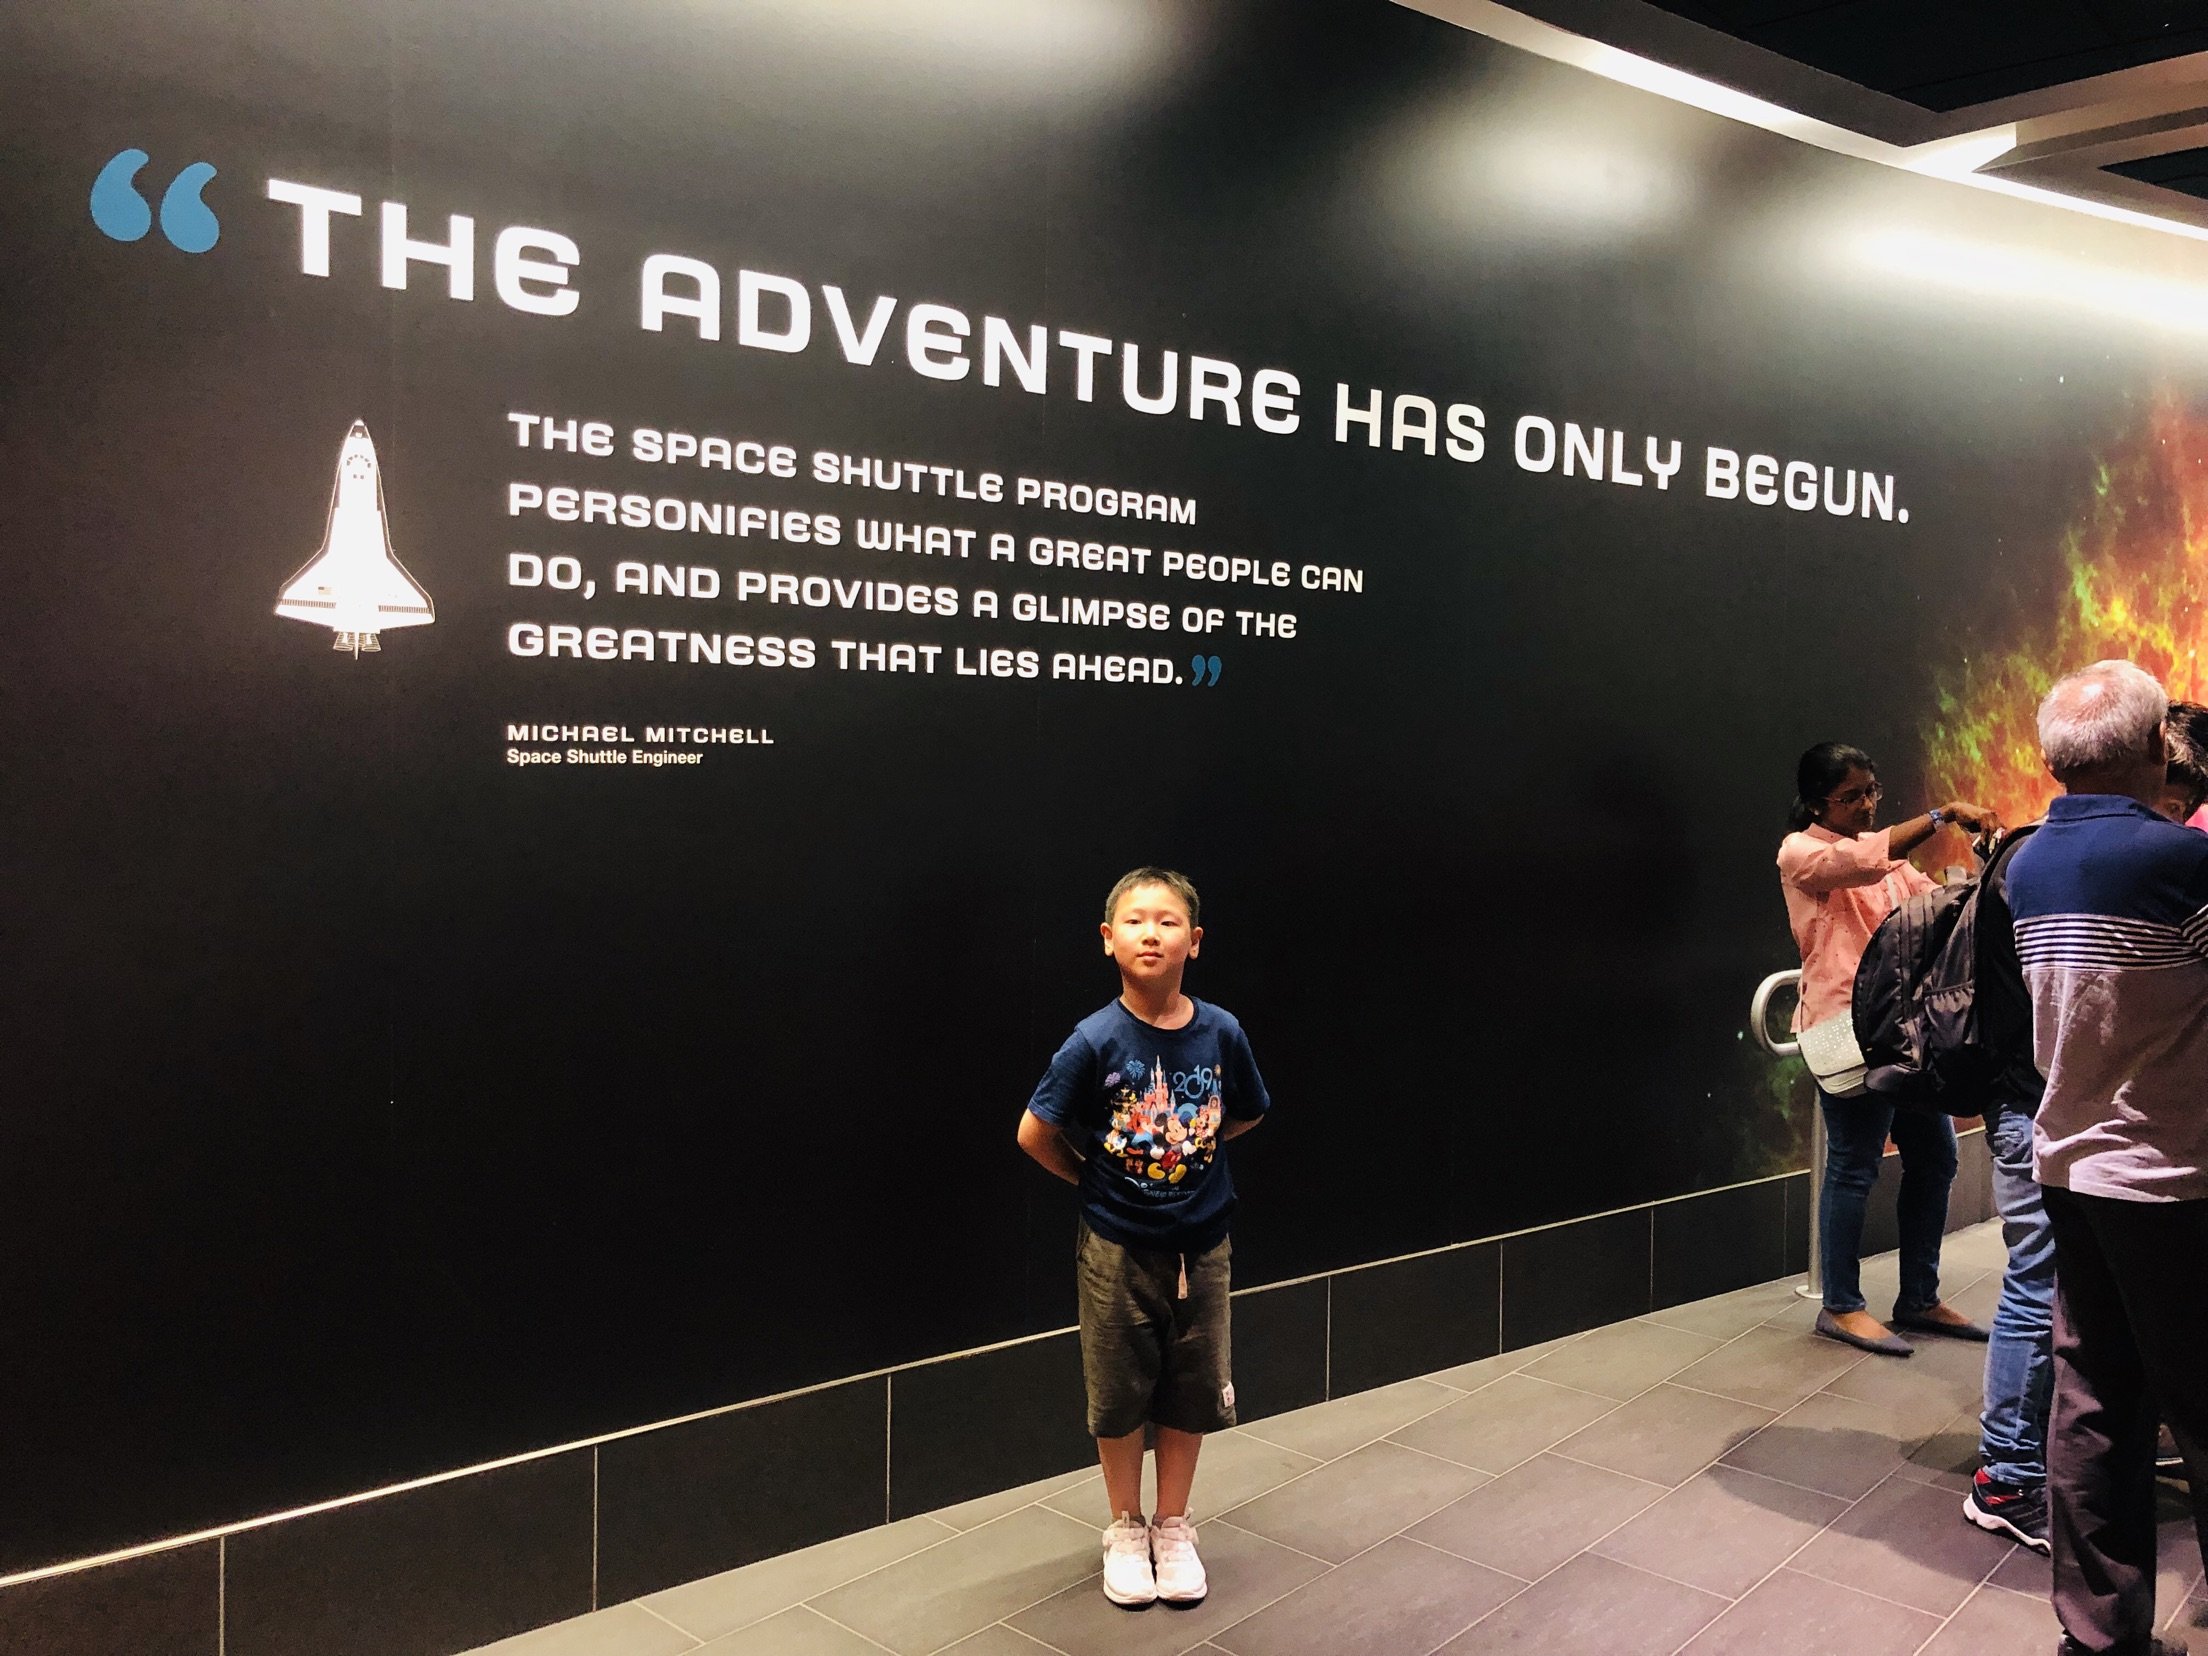 “THE ADVENTURE HAS ONLY BEGUN.
THE SPACE SHUTTLE PROGRAM
PERSONIFIES WHAT A GREAT PEOPLE CAN
DO, AND PROVIDES A GLIMPSE OF THE
GREATNESS THAT LIES AHEAD.”
MICHAEL MITCHELL
Space Shuttle Engineer
2019